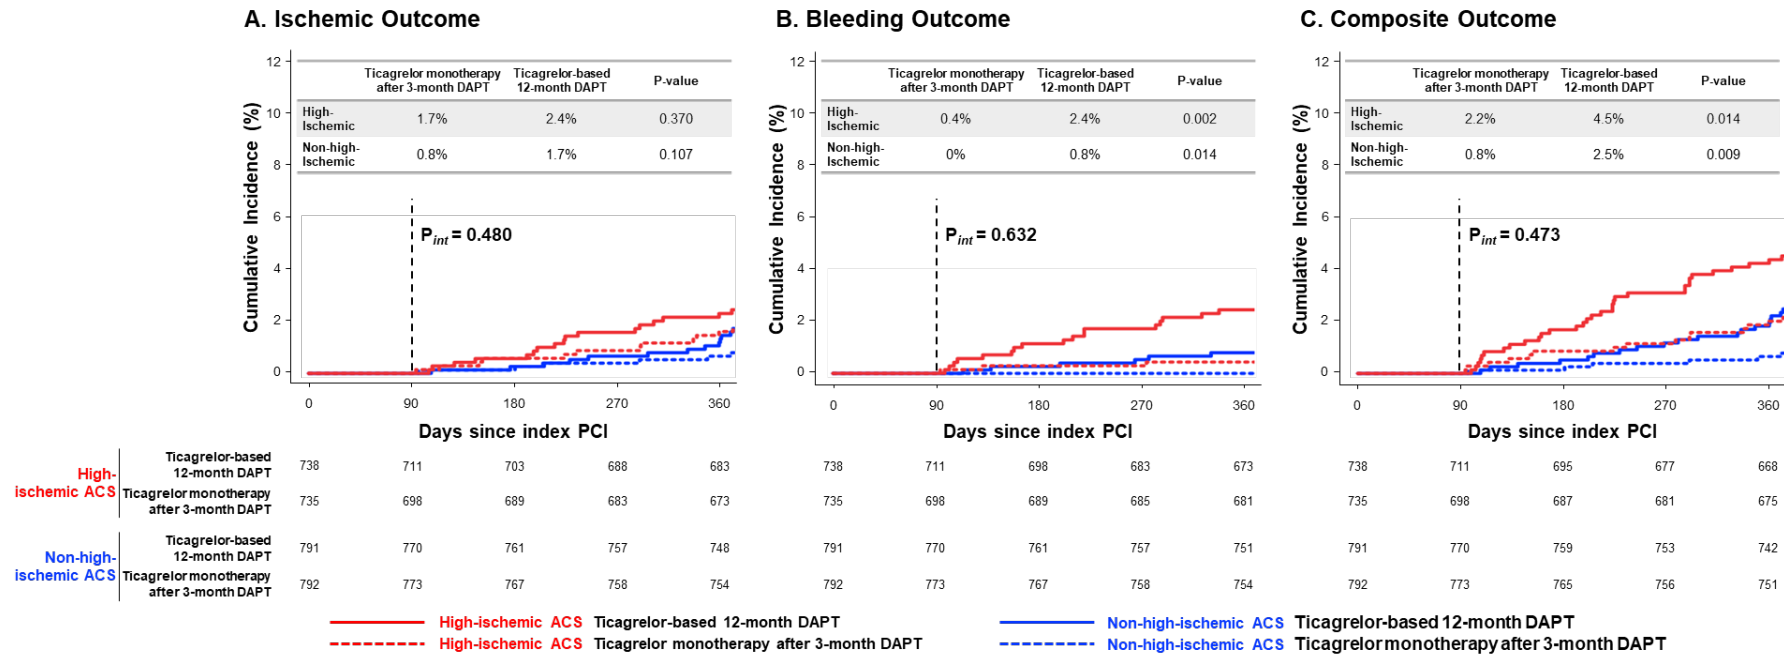 A. Ischemic Outcome
Cumulative Incidence (%)
12
10
8
6
4
2
0
Ticagrelor monotherapy
after 3-month DAPT
Ticagrelor-based
12-month DAPT
P-value
High-
Ischemic
1.7%
2.4%
0.370
Non-high-
Ischemic
0.8%
1.7%
0.107
Pint = 0.480
0 90 180 270 360
Days since index PCI
B. Bleeding Outcome
Cumulative Incidence (%)
12
10
8
6
4
2
0
Ticagrelor monotherapy
after 3-month DAPT
Ticagrelor-based
12-month DAPT
P-value
High-
Ischemic
0.4%
2.4%
0.002
Non-high-
Ischemic
0%
0.8%
0.014
Pint = 0.632
0 90 180 270 360
Days since index PCI
C. Composite Outcome
Cumulative Incidence (%)
12
10
8
6
4
2
0
Ticagrelor monotherapy
after 3-month DAPT
Ticagrelor-based
12-month DAPT
P-value
High-
Ischemic
2.2%
4.5%
0.014
Non-high-
Ischemic
0.8%
2.5%
0.009
Pint = 0.473
0 90 180 270 360
Days since index PCI
High-
ischemic ACS
Ticagrelor-based
12-month DAPT
738 711 703 688 683 738 711 698 683 673 738 711 695 677 668
Ticagrelor monotherapy
after 3-month DAPT
735 698 689 683 673 735 698 689 685 681 735 698 687 681 675
Non-high-
ischemic ACS
Ticagrelor-based
12-month DAPT
791 770 761 757 748 791 770 761 757 751 791 770 759 753 742
Ticagrelor monotherapy
after 3-month DAPT
792 773 767 758 754 792 773 767 758 754 792 773 765 756 751
High-ischemic ACS Ticagrelor-based 12-month DAPT
High-ischemic ACS Ticagrelor monotherapy after 3-month DAPT
Non-high-ischemic ACS Ticagrelor-based 12-month DAPT
Non-high-ischemic ACS Ticagrelor monotherapy after 3-month DAPT